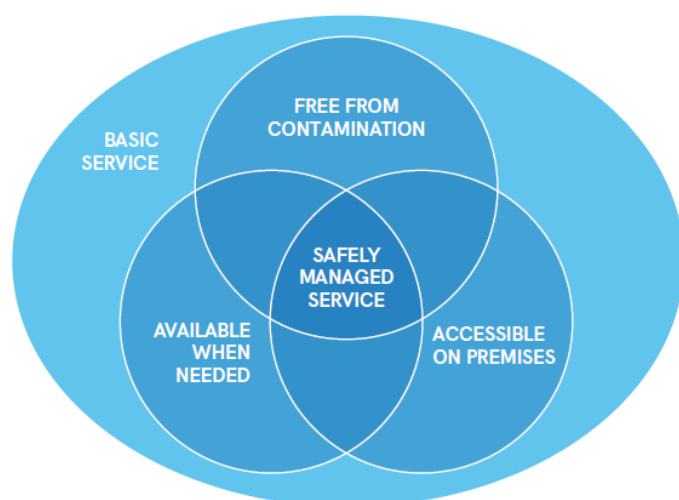 FREE FROM
CONTAMINATION
BASIC
SERVICE
SAFELY
MANAGED
SERVICE
AVAILABLE
WHEN
NEEDED
ACCESSIBLE
ON PREMISES